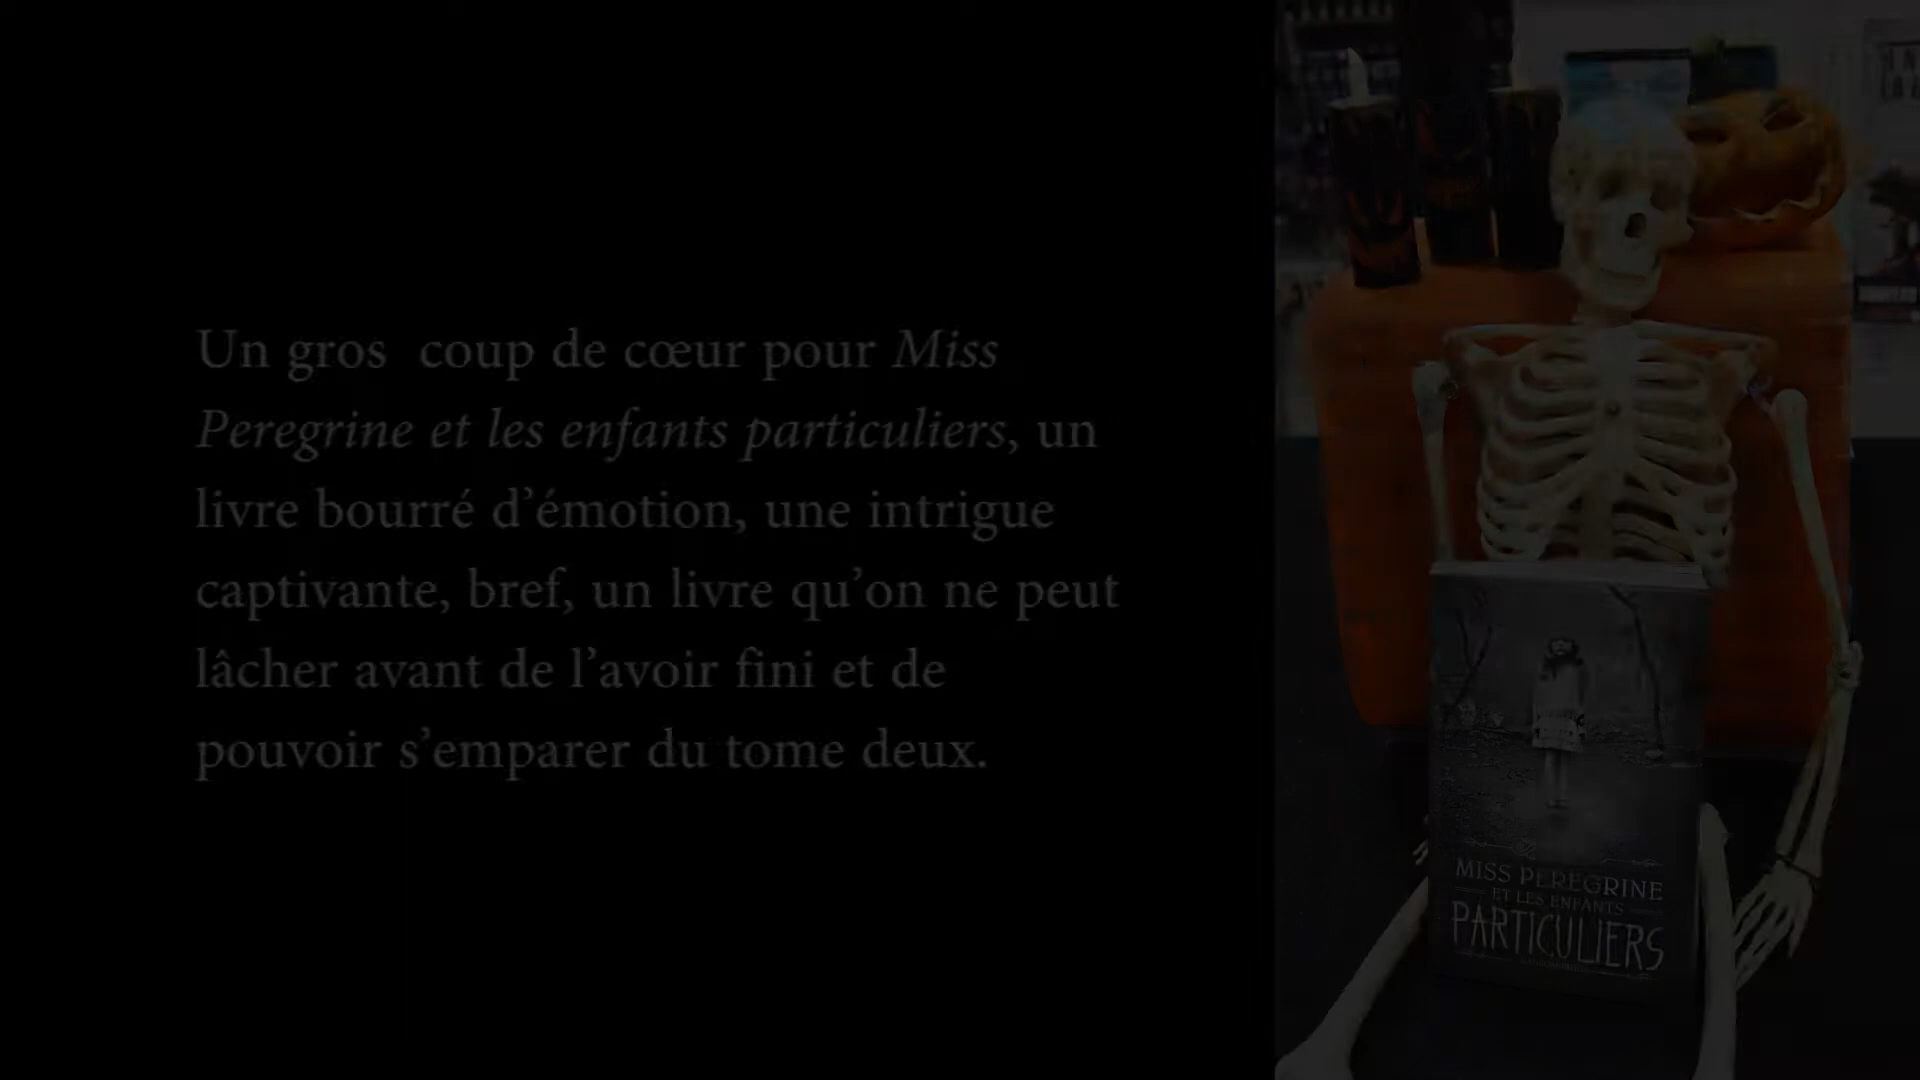 Un gros  coup de cœur pour Miss
Peregrine et les enfants particuliers, un
livre bourré d’émotion, une intrigue
captivante, bref, un livre qu’on ne peut
lâcher avant de l’avoir fini et de
pouvoir s’emparer du tome deux.
MISS PEREGRINE
ET LES ENFANTS
PARTICULIERS